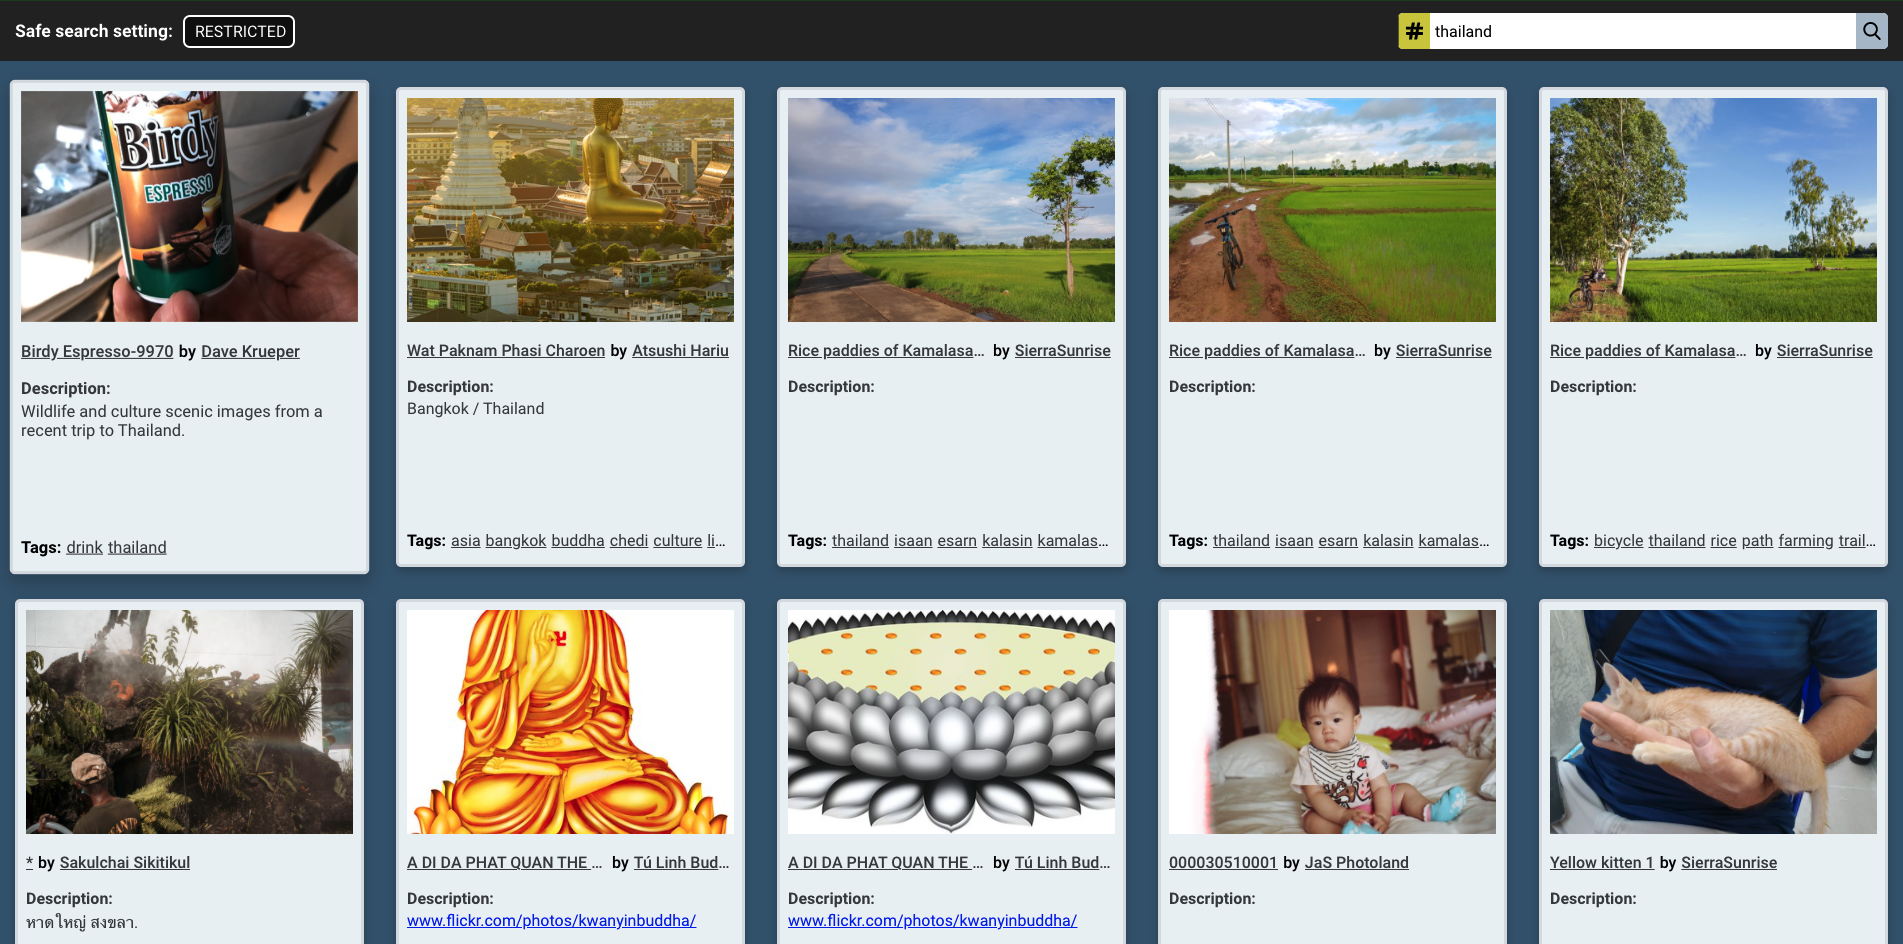 Safe search setting: RESTRICTED
# thailand
Birdy
ESPRESSO
Birdy Espresso-9970 by Dave Krueper
Description:
Wildlife and culture scenic images from a
recent trip to Thailand.
Tags: drink thailand
Wat Paknam Phasi Charoen by Atsushi Hariu
Description:
Bangkok / Thailand
Tags: asia bangkok buddha chedi culture li...
Rice paddies of Kamalasa... by SierraSunrise
Description:
Tags: thailand isaan esarn kalasin kamalas...
Rice paddies of Kamalasa... by SierraSunrise
Description:
Tags: thailand isaan esarn kalasin kamalas...
Rice paddies of Kamalasa... by SierraSunrise
Description:
Tags: bicycle thailand rice path farming trail...
* by Sakulchai Sikitikul
Description:
หาดใหญ่ สงขลา.
A DI DA PHAT QUAN THE ... by Tú Linh Bud...
Description:
www.flickr.com/photos/kwanyinbuddha/
A DI DA PHAT QUAN THE ... by Tú Linh Bud...
Description:
www.flickr.com/photos/kwanyinbuddha/
000030510001 by JaS Photoland
Description:
Yellow kitten 1 by SierraSunrise
Description: